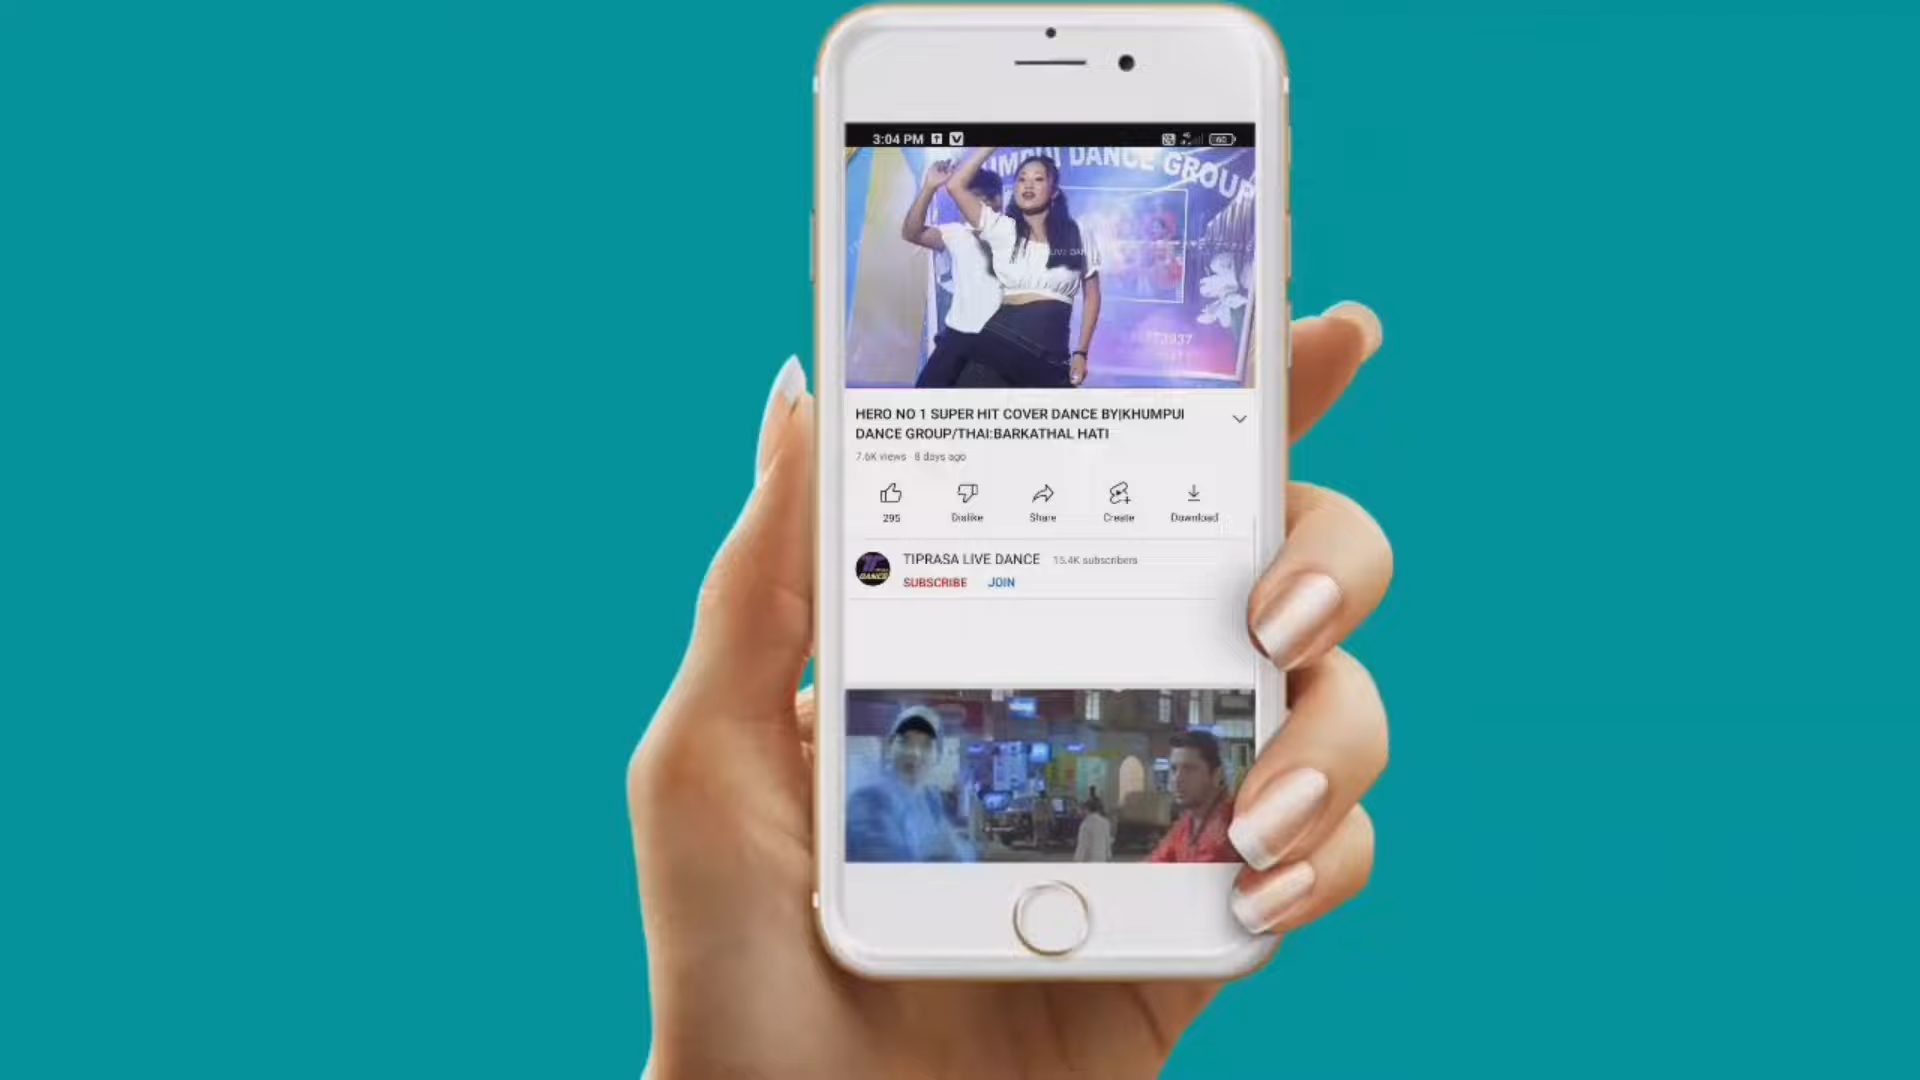 3:04 PM
DANCE GROUP
HERO NO 1 SUPER HIT COVER DANCE BY|KHUMPUI
DANCE GROUP/THAI:BARKATHAL HATI
7.6K views · 8 days ago
295
Dislike
Share
Create
Download
TIPRASA LIVE DANCE 15.4K subscribers
DANCE
SUBSCRIBE JOIN